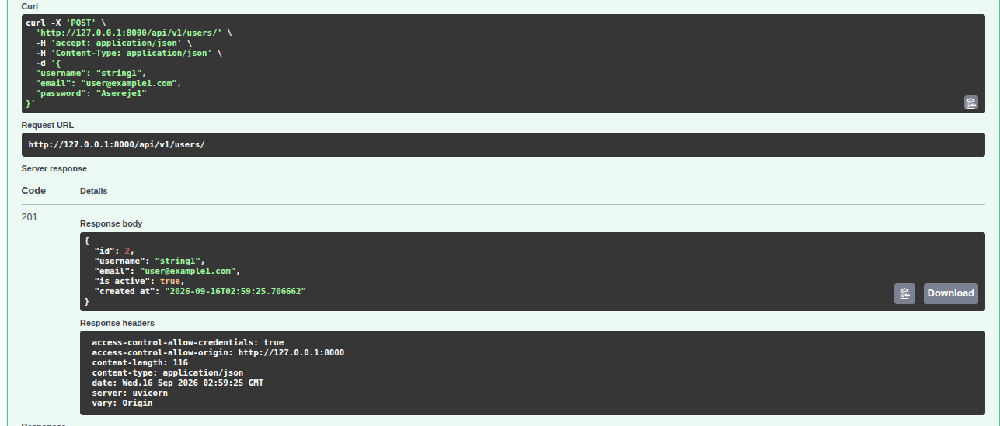 Curl
curl -X 'POST' \
'http://127.0.0.1:8000/api/v1/users/' \
-H 'accept: application/json' \
-H 'Content-Type: application/json' \
-d '{
"username": "string1",
"email": "user@example1.com",
"password": "Asereje1"
}'
Request URL
http://127.0.0.1:8000/api/v1/users/
Server response
Code Details
201
Response body
{
"id": 2,
"username": "string1",
"email": "user@example1.com",
"is_active": true,
"created_at": "2026-09-16T02:59:25.706662"
}
Download
Response headers
access-control-allow-credentials: true
access-control-allow-origin: http://127.0.0.1:8000
content-length: 116
content-type: application/json
date: Wed,16 Sep 2026 02:59:25 GMT
server: uvicorn
vary: Origin
Responses